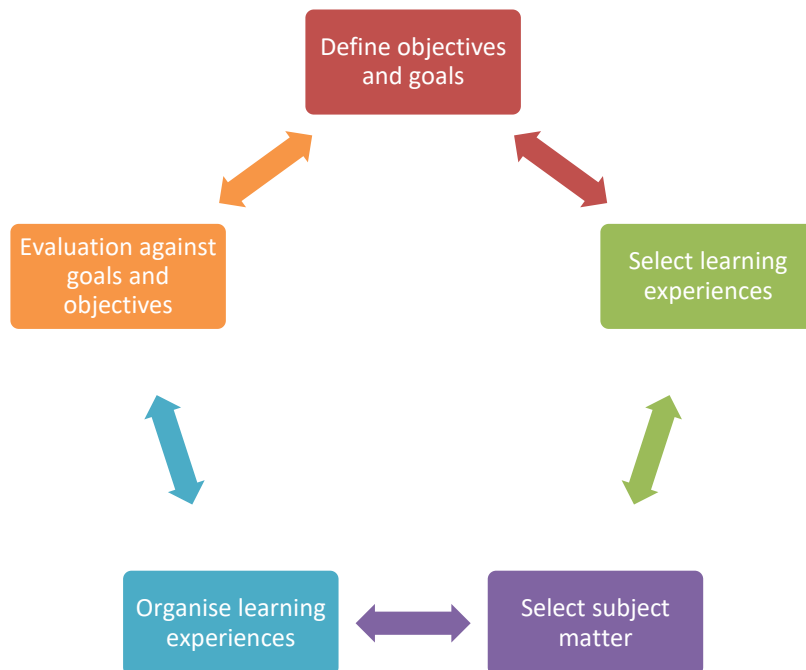 Define objectives
and goals
Select learning
experiences
Select subject
matter
Organise learning
experiences
Evaluation against
goals and
objectives